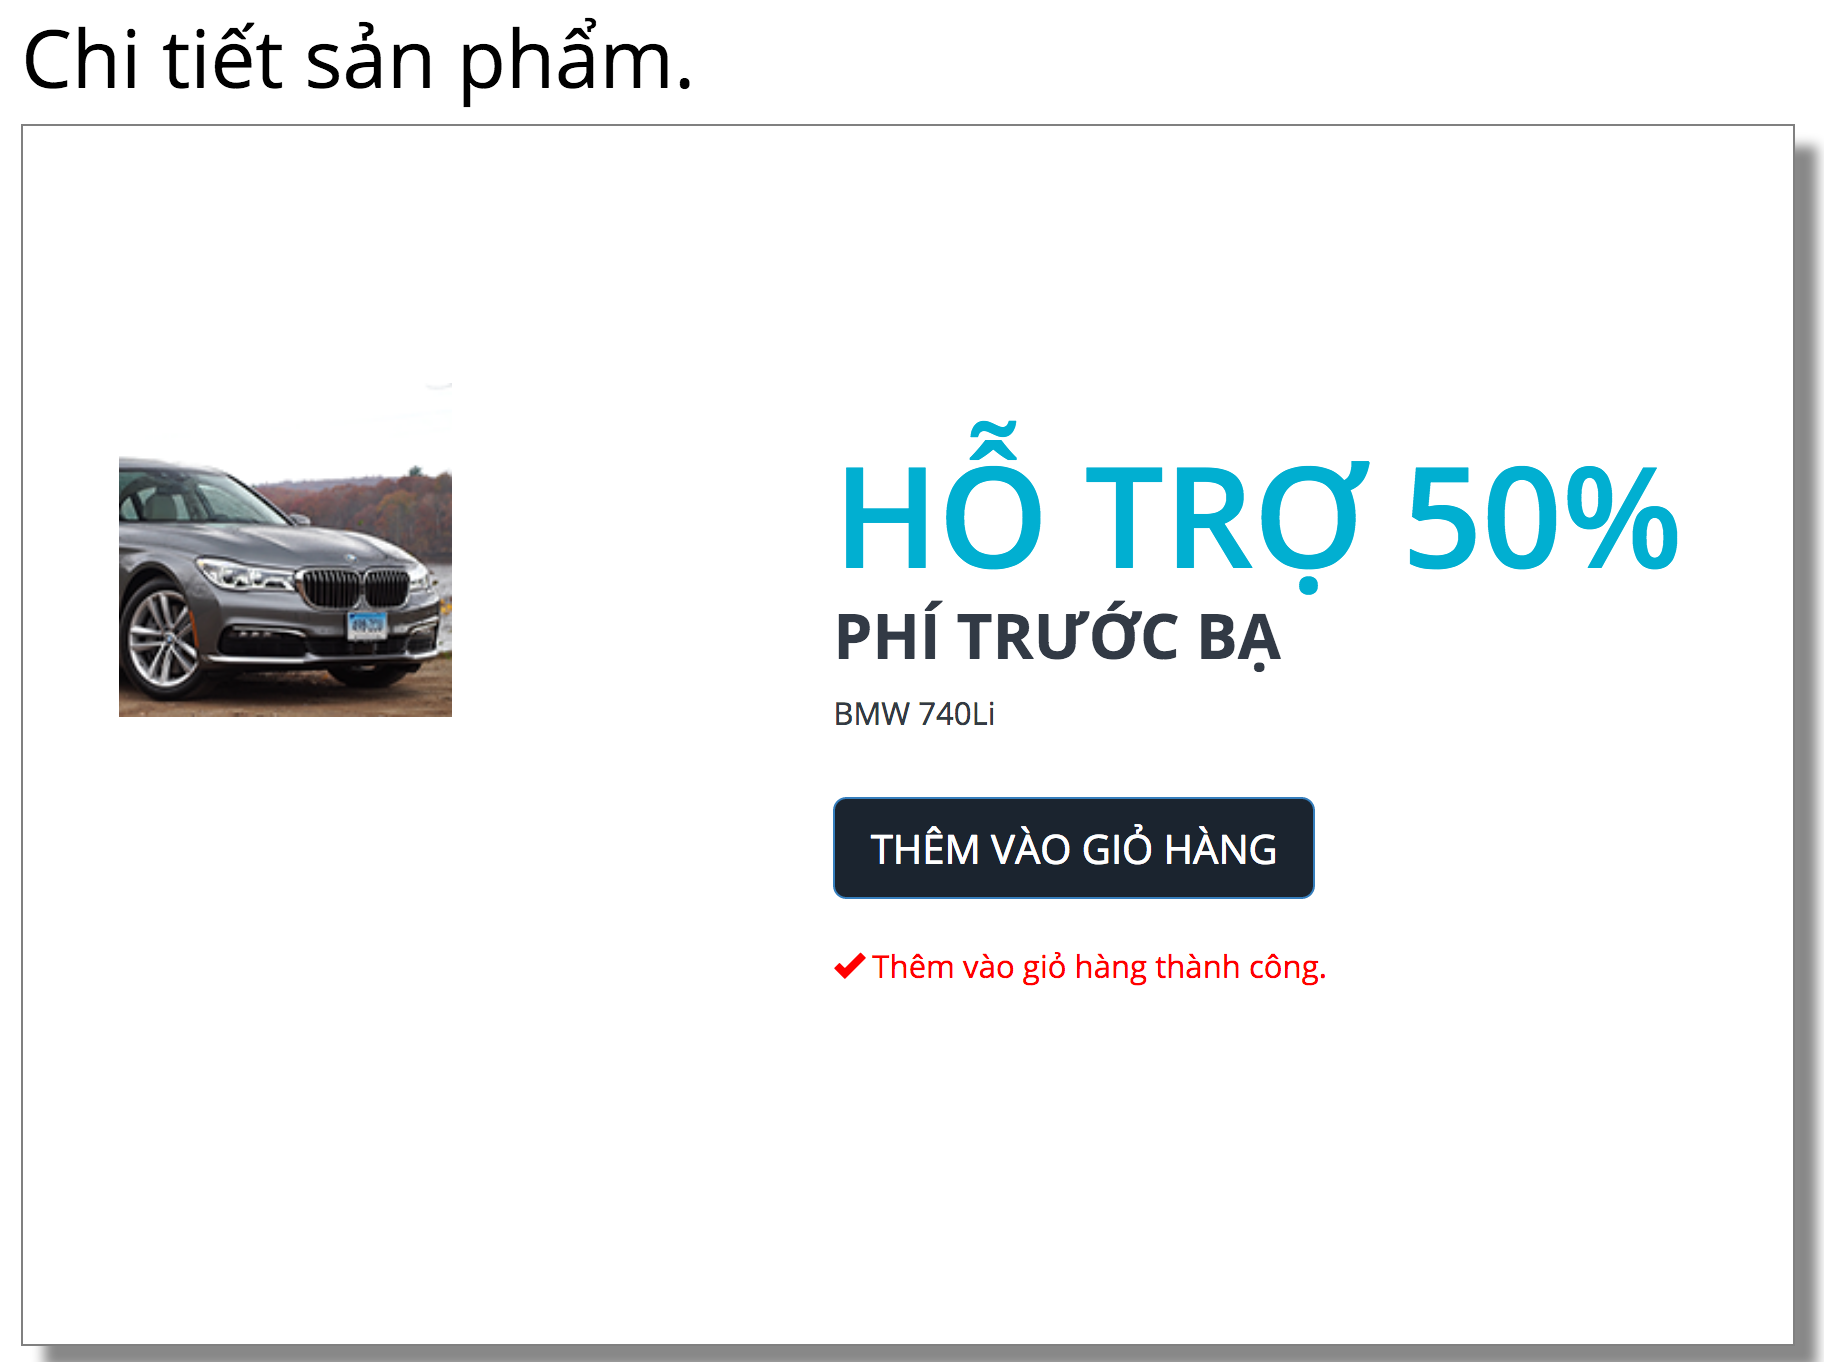 Chi tiết sản phẩm.
HỖ TRỢ 50%
PHÍ TRƯỚC BẠ
BMW 740Li
THÊM VÀO GIỎ HÀNG
Thêm vào giỏ hàng thành công.